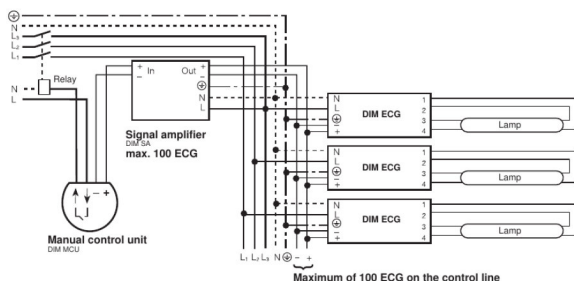 N
L₃
L₂
L₁
N
L
Relay
+
−
In
Out
+
−
N
L
Signal amplifier
DIM SA
max. 100 ECG
− +
Manual control unit
DIM MCU
N
L
−
+
DIM ECG
1
2
3
4
Lamp
N
L
−
+
DIM ECG
1
2
3
4
Lamp
N
L
−
+
DIM ECG
1
2
3
4
Lamp
L₁ L₂ L₃ N − +
Maximum of 100 ECG on the control line